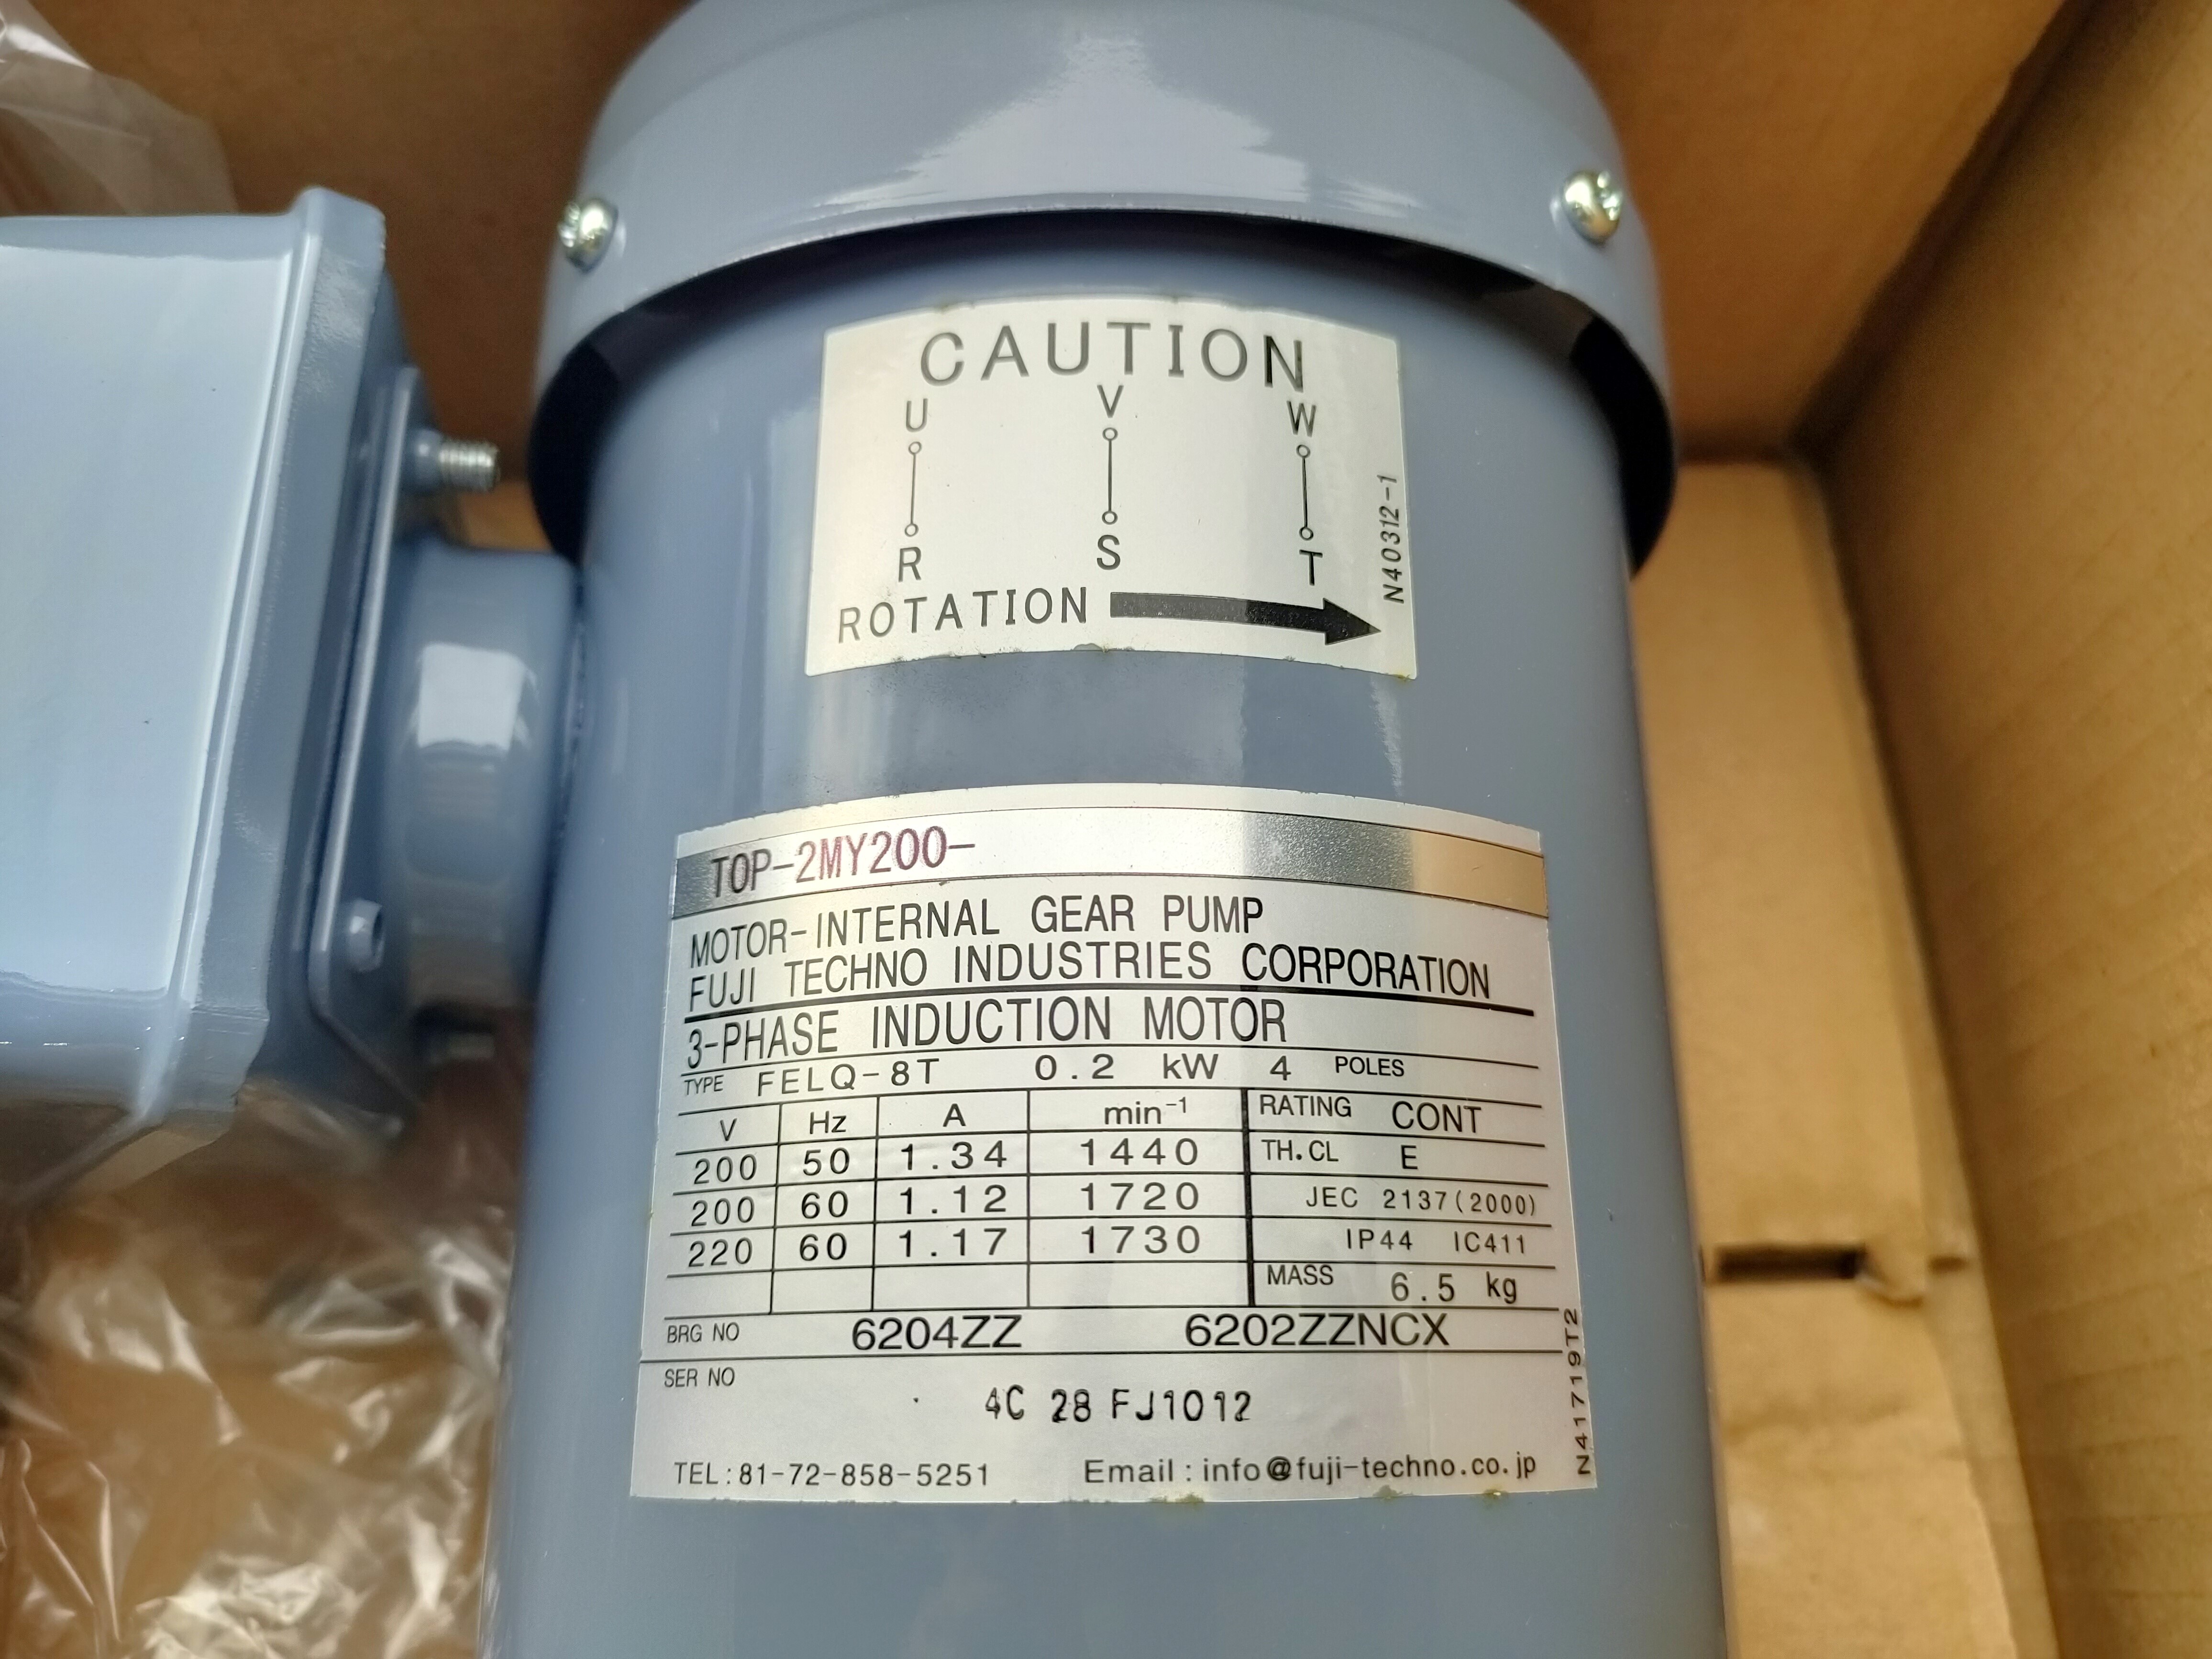 CAUTION
U V W
R S T
ROTATION
N40312-1
TOP-2MY200-
MOTOR-INTERNAL GEAR PUMP
FUJI TECHNO INDUSTRIES CORPORATION
3-PHASE INDUCTION MOTOR
TYPE FELQ-8T 0.2 kW 4 POLES
V Hz A min⁻¹ RATING CONT
200 50 1.34 1440 TH.CL E
200 60 1.12 1720 JEC 2137(2000)
220 60 1.17 1730 IP44 IC411
MASS 6.5 kg
BRG NO 6204ZZ 6202ZZNCX
SER NO
4C 28 FJ1012
TEL:81-72-858-5251 Email:info@fuji-techno.co.jp
N41719T2